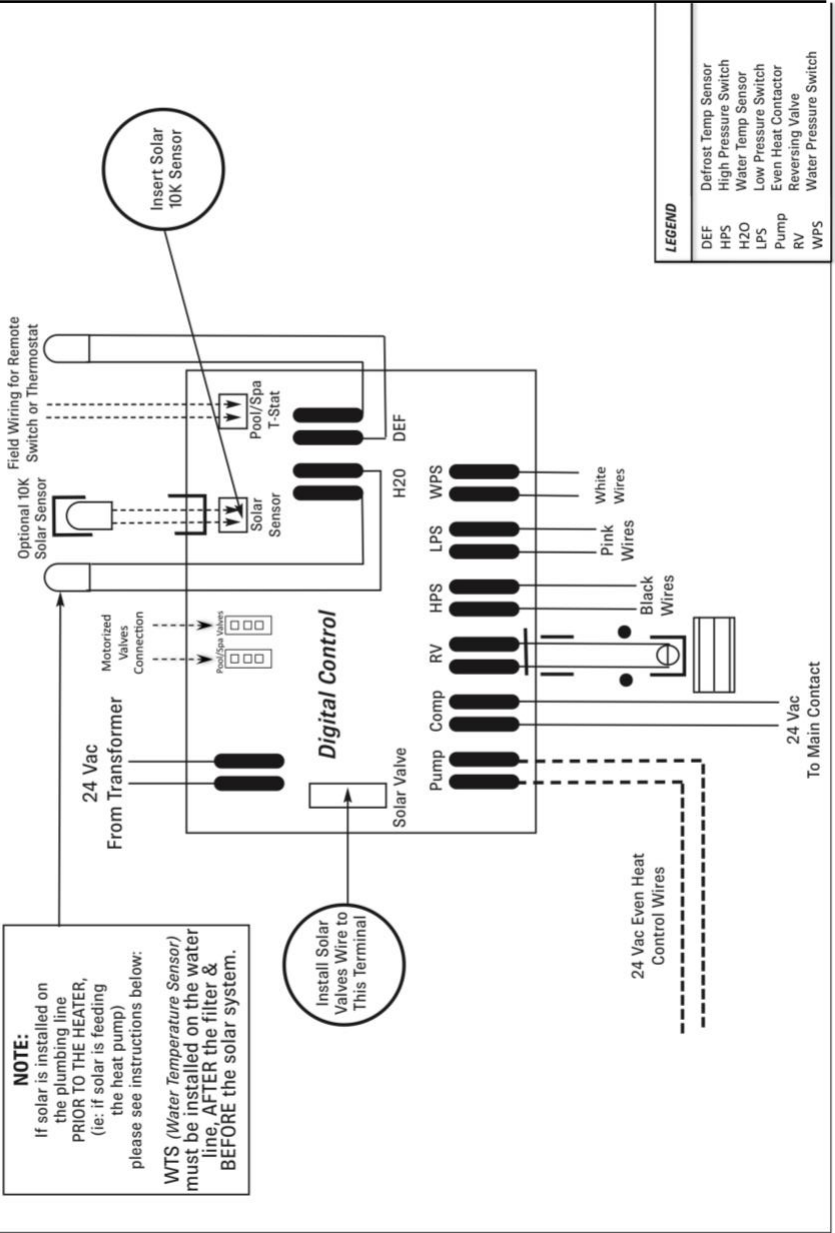 NOTE:
If solar is installed on
the plumbing line
PRIOR TO THE HEATER,
(ie: if solar is feeding
the heat pump)
please see instructions below:
WTS (Water Temperature Sensor)
must be installed on the water
line, AFTER the filter &
BEFORE the solar system.
24 Vac
From Transformer
Motorized
Valves
Connection
Optional 10K
Solar Sensor
Field Wiring for Remote
Switch or Thermostat
Insert Solar
10K Sensor
Pool/Spa Valves
Solar
Sensor
Pool/Spa
T-Stat
H2O
DEF
Digital Control
Install Solar
Valves Wire to
This Terminal
Solar Valve
Pump
Comp
RV
HPS
LPS
WPS
24 Vac Even Heat
Control Wires
24 Vac
To Main Contact
Black
Wires
Pink
Wires
White
Wires
LEGEND
DEF Defrost Temp Sensor
HPS High Pressure Switch
H2O Water Temp Sensor
LPS Low Pressure Switch
Pump Even Heat Contactor
RV Reversing Valve
WPS Water Pressure Switch